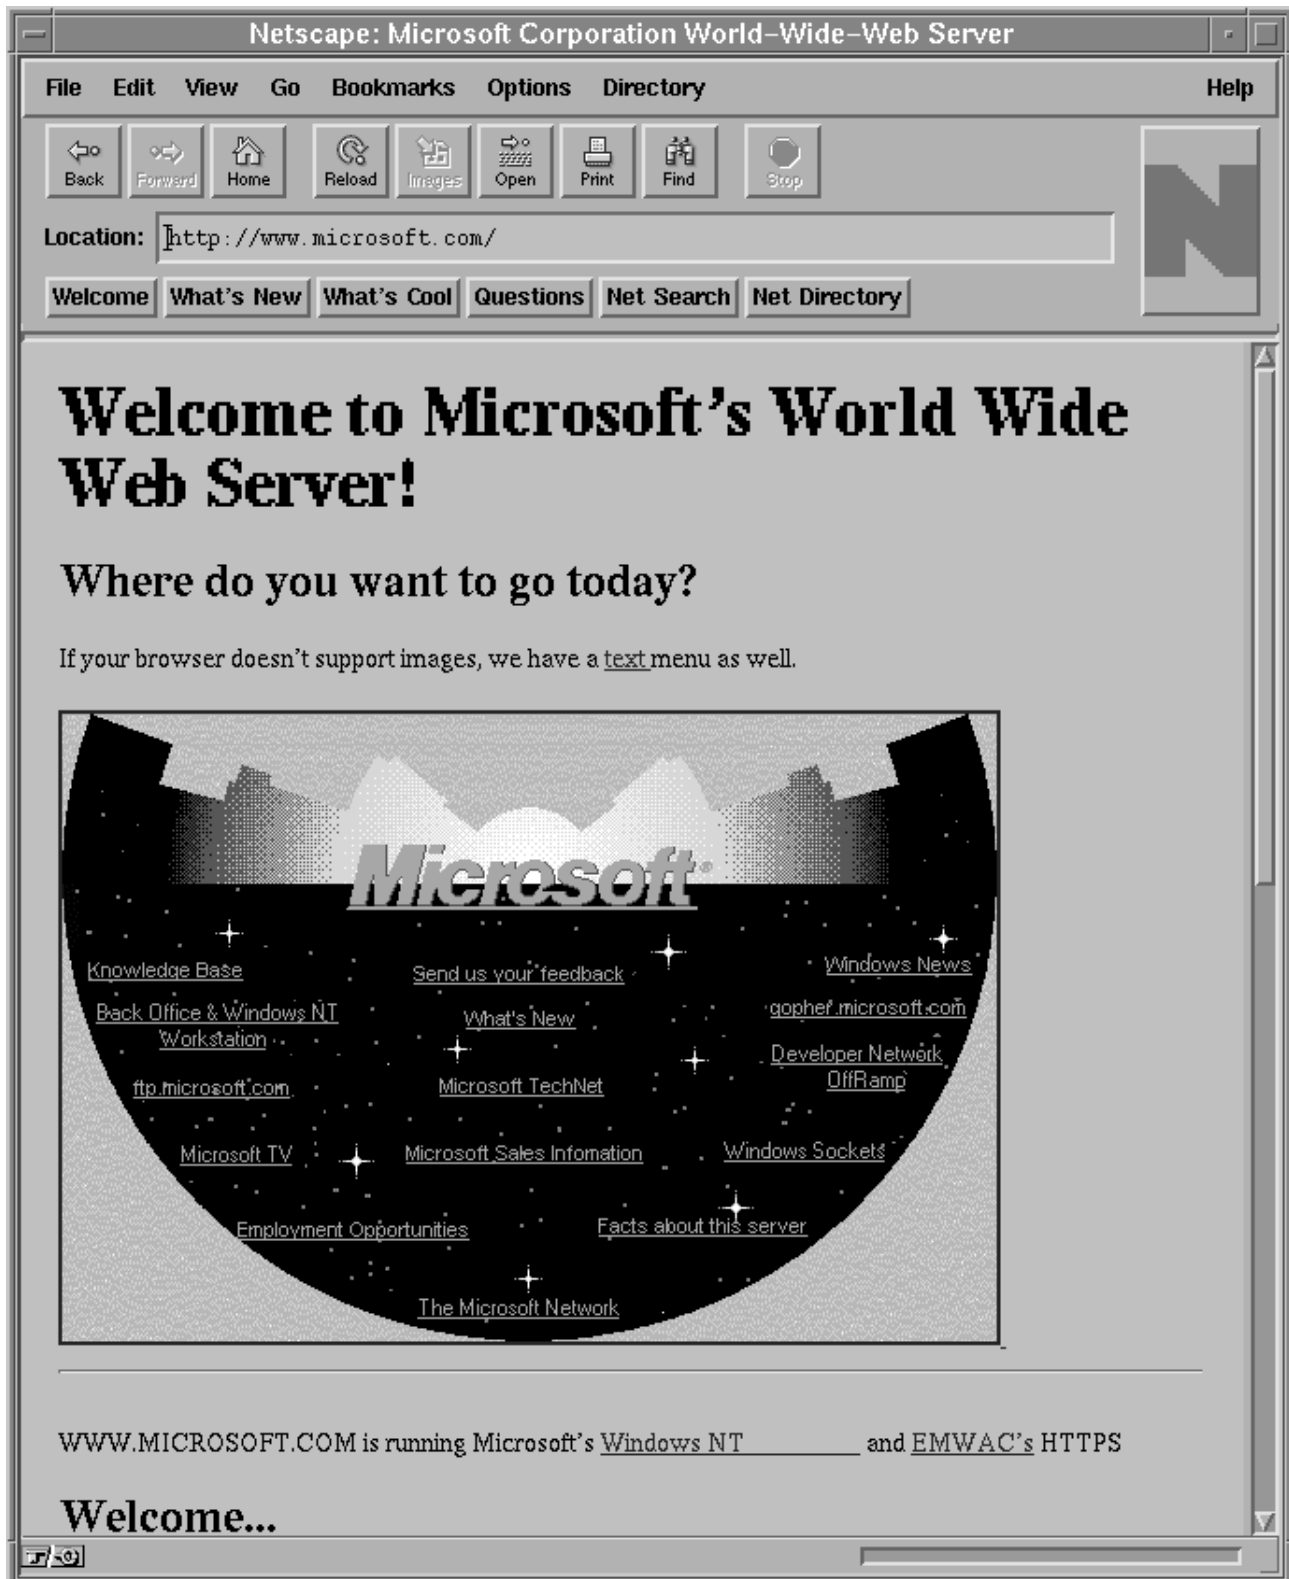 Netscape: Microsoft Corporation World-Wide-Web Server
File Edit View Go Bookmarks Options Directory Help
Back Forward Home Reload Images Open Print Find Stop
N
Location: http://www.microsoft.com/
Welcome What's New What's Cool Questions Net Search Net Directory
Welcome to Microsoft's World Wide
Web Server!
Where do you want to go today?
If your browser doesn't support images, we have a text menu as well.
Microsoft
Knowledge Base
Send us your feedback
Windows News
Back Office & Windows NT
Workstation
What's New
gopher.microsoft.com
Developer Network
OffRamp
ftp.microsoft.com
Microsoft TechNet
Microsoft TV
Microsoft Sales Infomation
Windows Sockets
Employment Opportunities
Facts about this server
The Microsoft Network
WWW.MICROSOFT.COM is running Microsoft's Windows NT and EMWAC's HTTPS
Welcome...